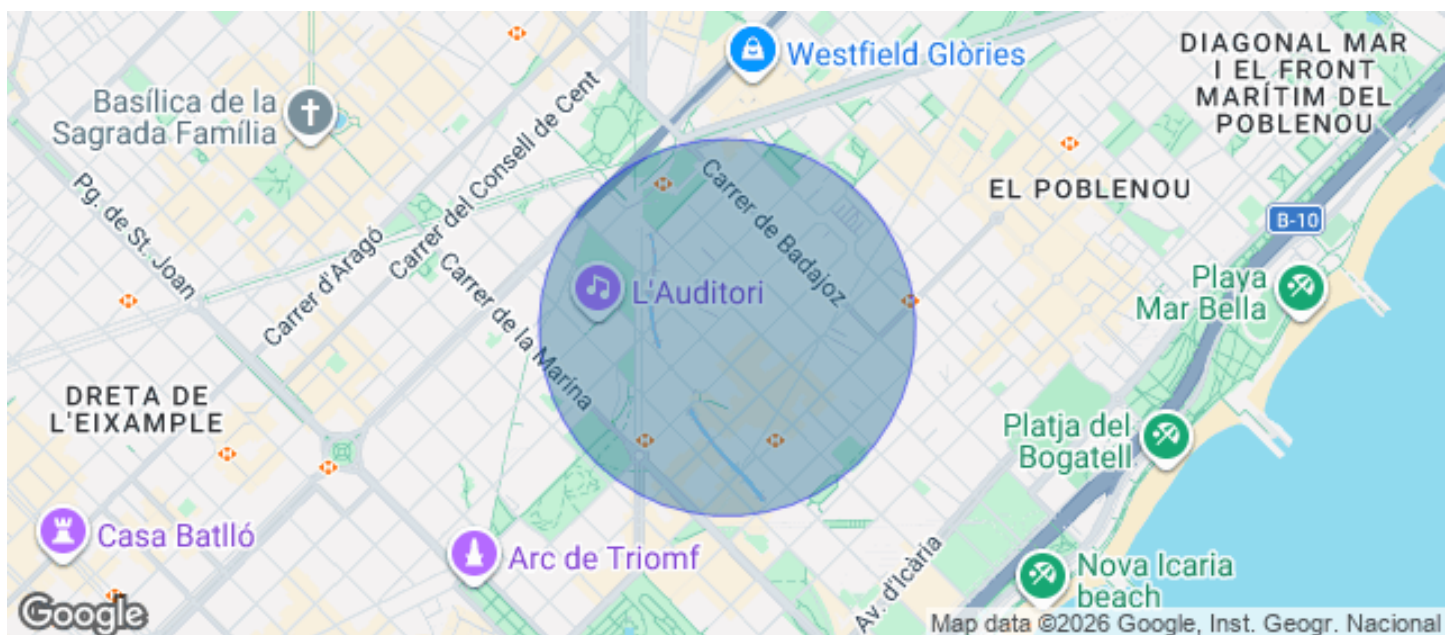 Westfield Glòries
DIAGONAL MAR
I EL FRONT
MARÍTIM DEL
POBLENOU
Basílica de la
Sagrada Família
Carrer del Consell de Cent
Carrer de Badajoz
EL POBLENOU
Pg. de St. Joan
B-10
Carrer d'Aragó
Carrer de la Marina
L'Auditori
Playa
Mar Bella
DRETA DE
L'EIXAMPLE
Platja del
Bogatell
Casa Batlló
Arc de Triomf
Av. d'Icària
Nova Icaria
beach
Google
Map data ©2026 Google, Inst. Geogr. Nacional